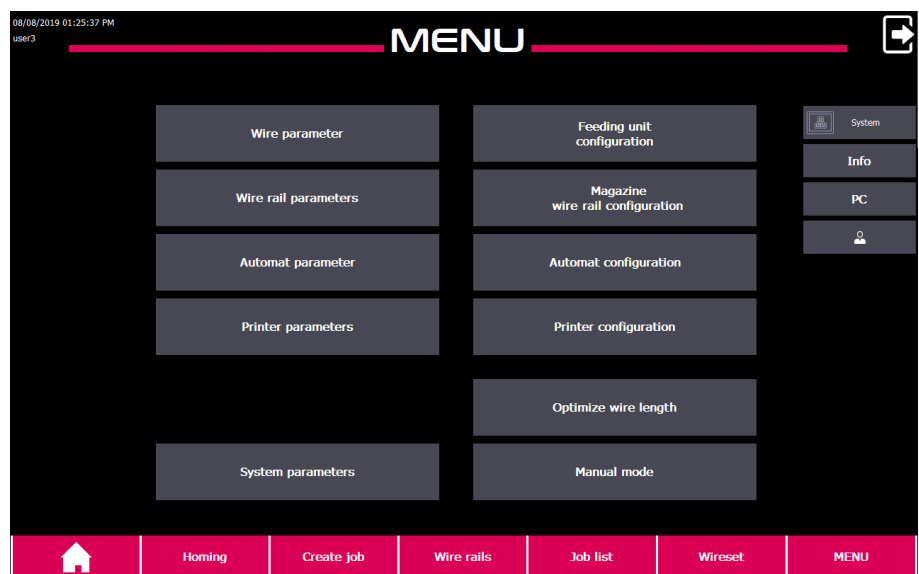 08/08/2019 01:25:37 PM
user3
MENU
Wire parameter
Feeding unit
configuration
System
Info
Wire rail parameters
Magazine
wire rail configuration
PC
Automat parameter
Automat configuration
Printer parameters
Printer configuration
Optimize wire length
System parameters
Manual mode
Homing
Create job
Wire rails
Job list
Wireset
MENU